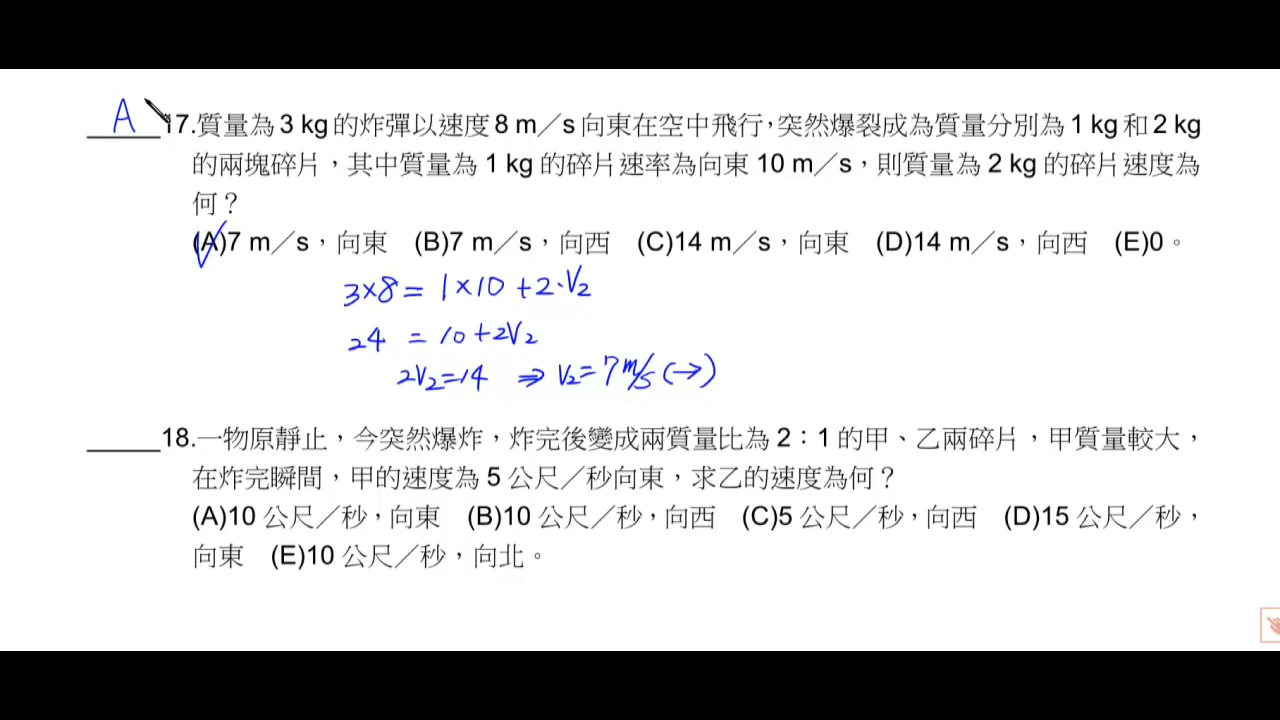 A
17.質量為 3 kg 的炸彈以速度 8 m／s 向東在空中飛行，突然爆裂成為質量分別為 1 kg 和 2 kg
的兩塊碎片，其中質量為 1 kg 的碎片速率為向東 10 m／s，則質量為 2 kg 的碎片速度為
何？
(A)7 m／s，向東 (B)7 m／s，向西 (C)14 m／s，向東 (D)14 m／s，向西 (E)0。
3×8 = 1×10 +2·V₂
24 = 10+2V₂
2V₂=14 ⇒ V₂= 7 m/s (→)
18.一物原靜止，今突然爆炸，炸完後變成兩質量比為 2：1 的甲、乙兩碎片，甲質量較大，
在炸完瞬間，甲的速度為 5 公尺／秒向東，求乙的速度為何？
(A)10 公尺／秒，向東 (B)10 公尺／秒，向西 (C)5 公尺／秒，向西 (D)15 公尺／秒，
向東 (E)10 公尺／秒，向北。